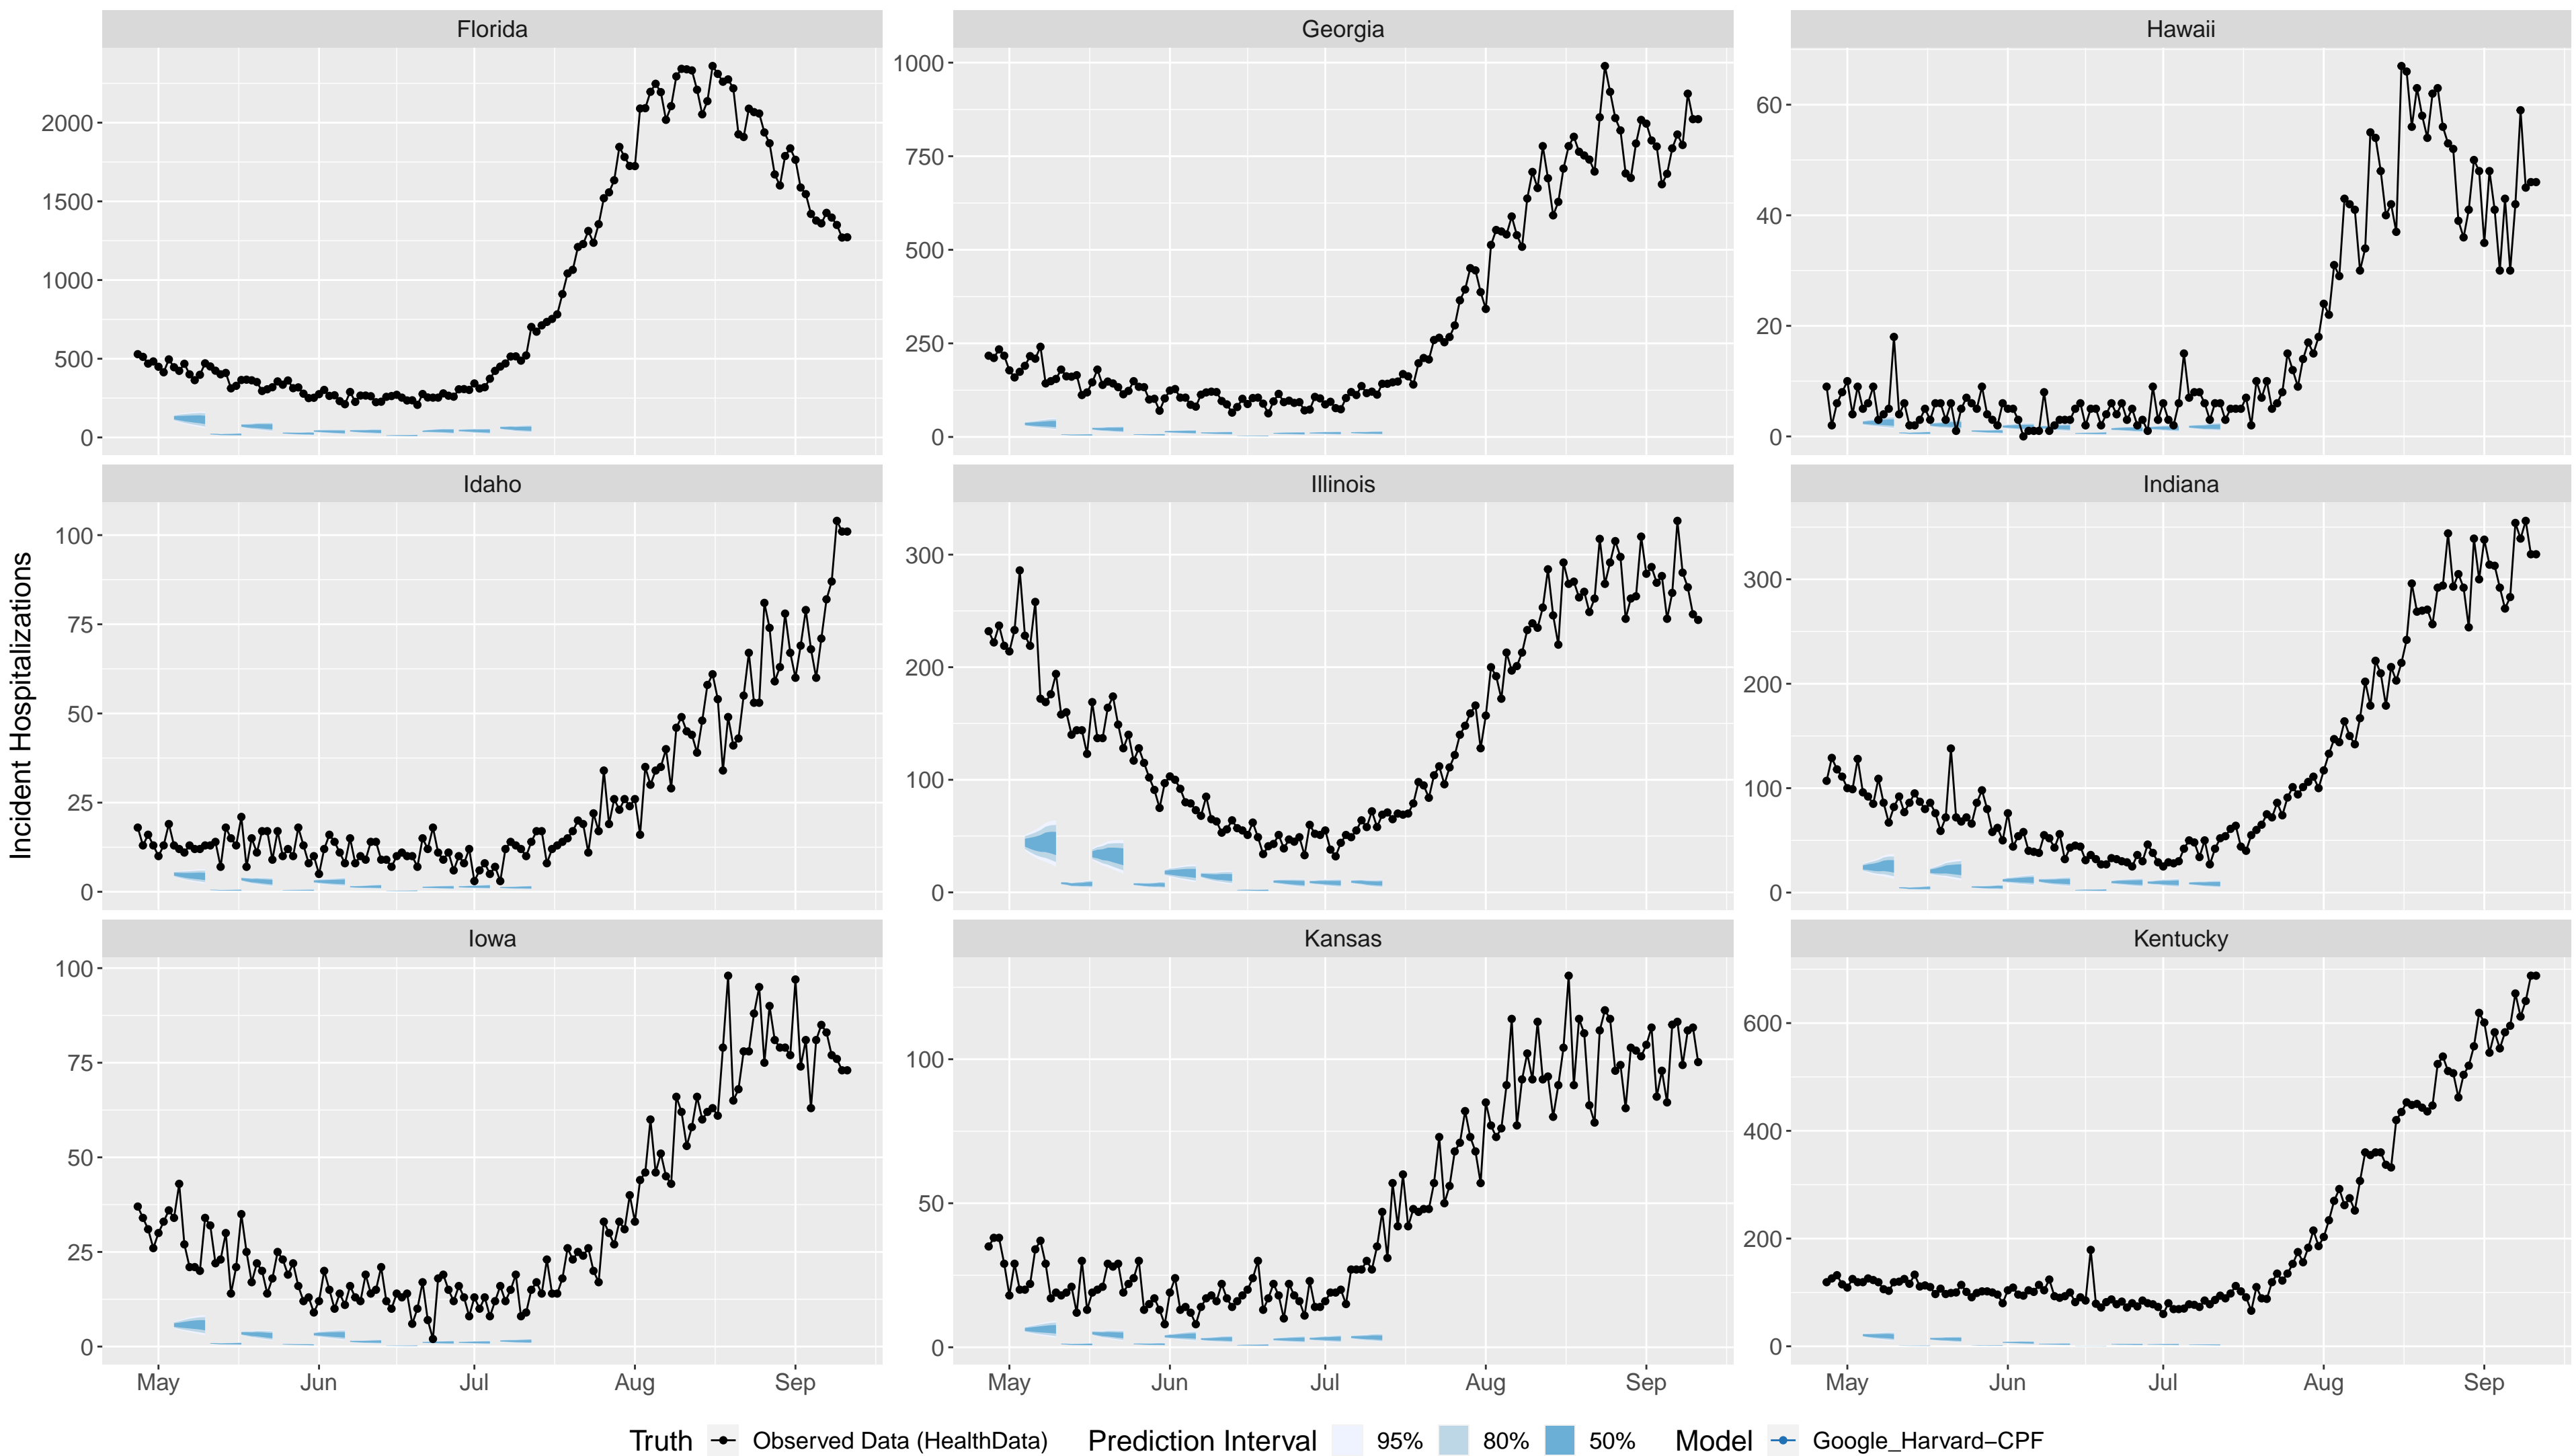 Florida
Georgia
Hawaii
2000
1500
1000
500
0
1000
750
500
250
0
60
40
20
0
Idaho
Illinois
Indiana
Incident Hospitalizations
100
75
50
25
0
300
200
100
0
300
200
100
0
Iowa
Kansas
Kentucky
100
75
50
25
0
100
50
0
600
400
200
0
May Jun Jul Aug Sep
May Jun Jul Aug Sep
May Jun Jul Aug Sep
Truth Observed Data (HealthData) Prediction Interval 95% 80% 50% Model Google_Harvard−CPF